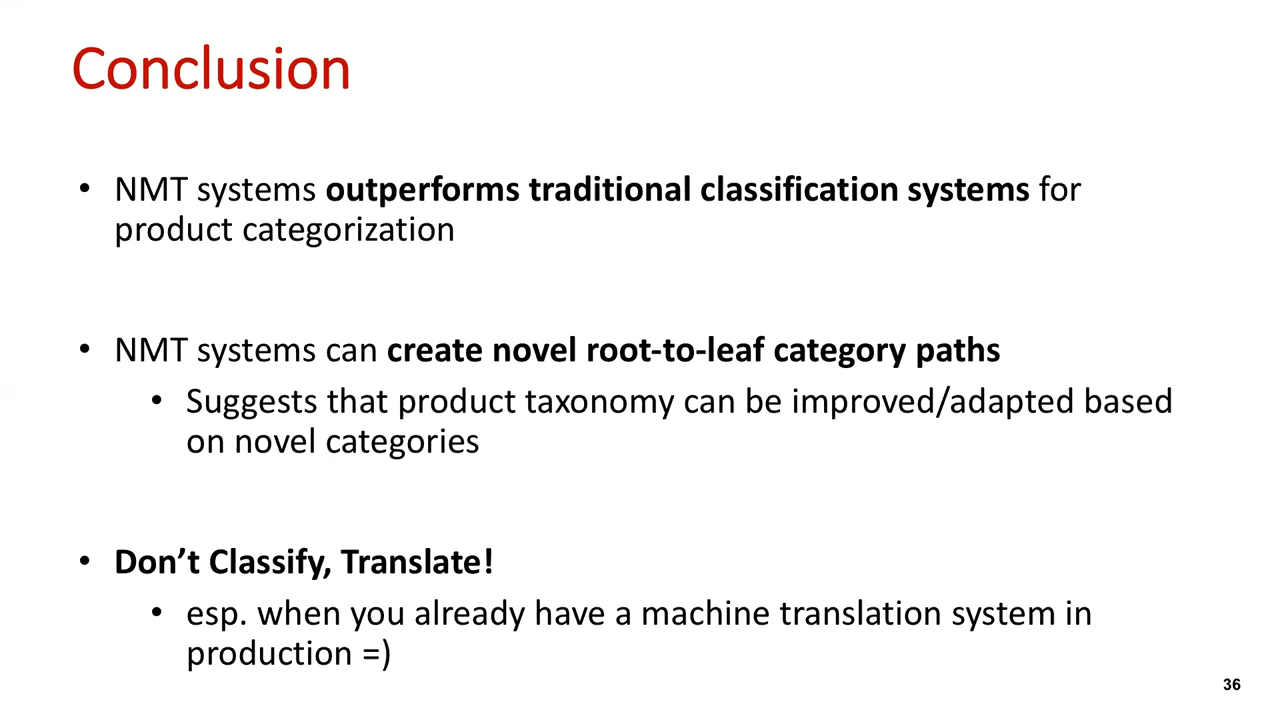 Conclusion
• NMT systems outperforms traditional classification systems for
product categorization
• NMT systems can create novel root-to-leaf category paths
• Suggests that product taxonomy can be improved/adapted based
on novel categories
• Don’t Classify, Translate!
• esp. when you already have a machine translation system in
production =)
36